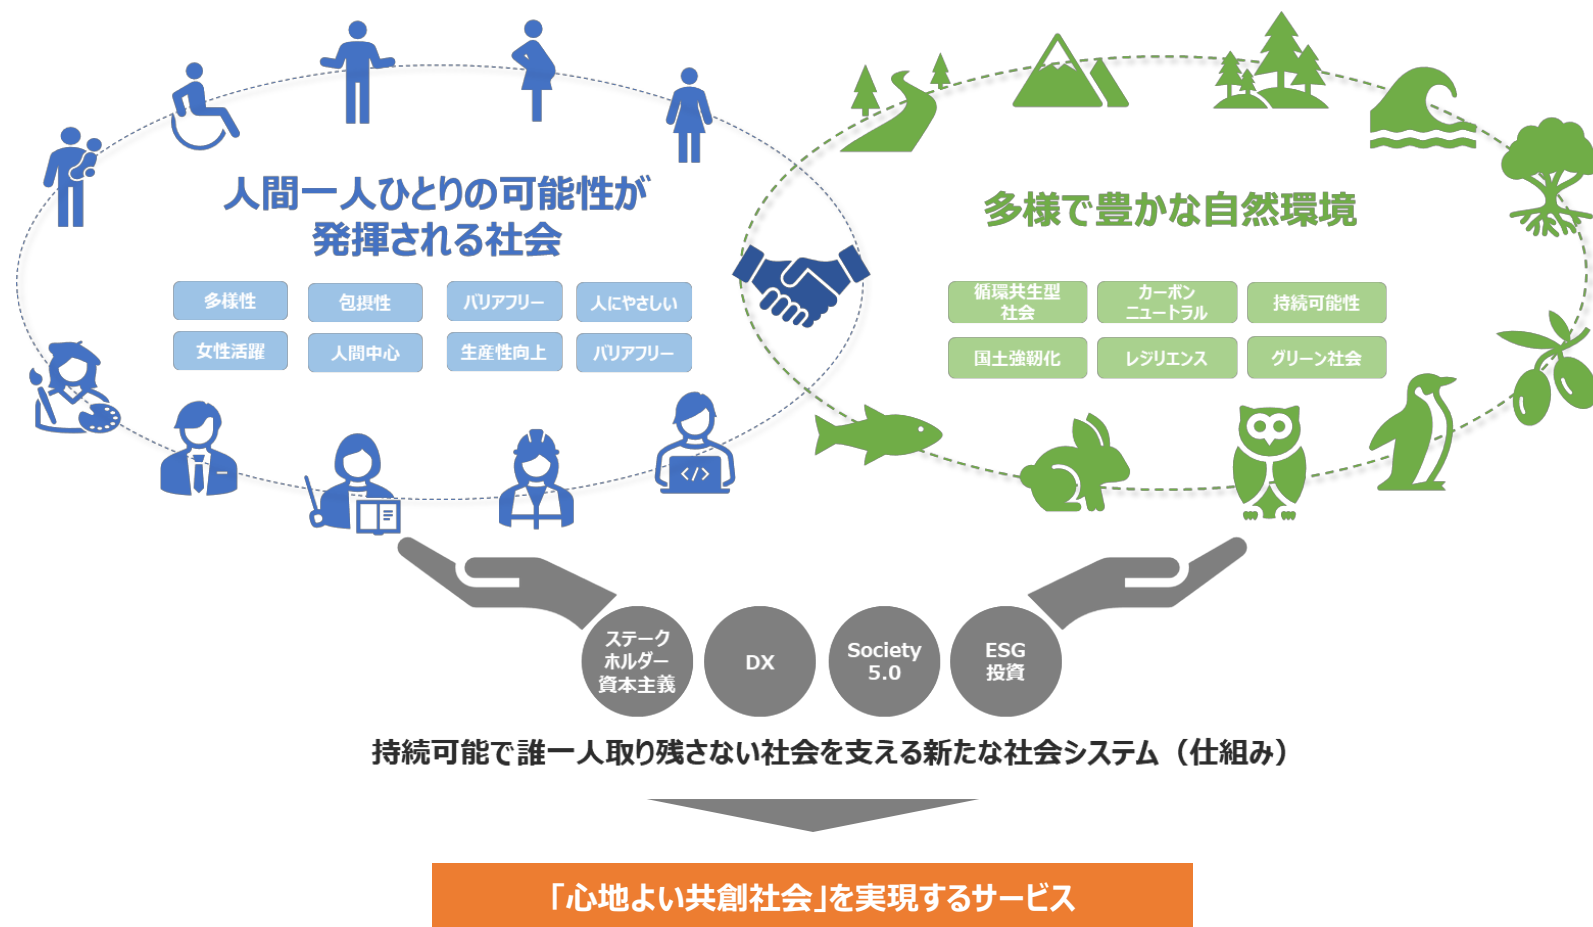 人間一人ひとりの可能性が
発揮される社会
多様性
包摂性
バリアフリー
人にやさしい
女性活躍
人間中心
生産性向上
バリアフリー
多様で豊かな自然環境
循環共生型
社会
カーボン
ニュートラル
持続可能性
国土強靭化
レジリエンス
グリーン社会
</>
ステーク
ホルダー
資本主義
DX
Society
5.0
ESG
投資
持続可能で誰一人取り残さない社会を支える新たな社会システム（仕組み）
「心地よい共創社会」を実現するサービス